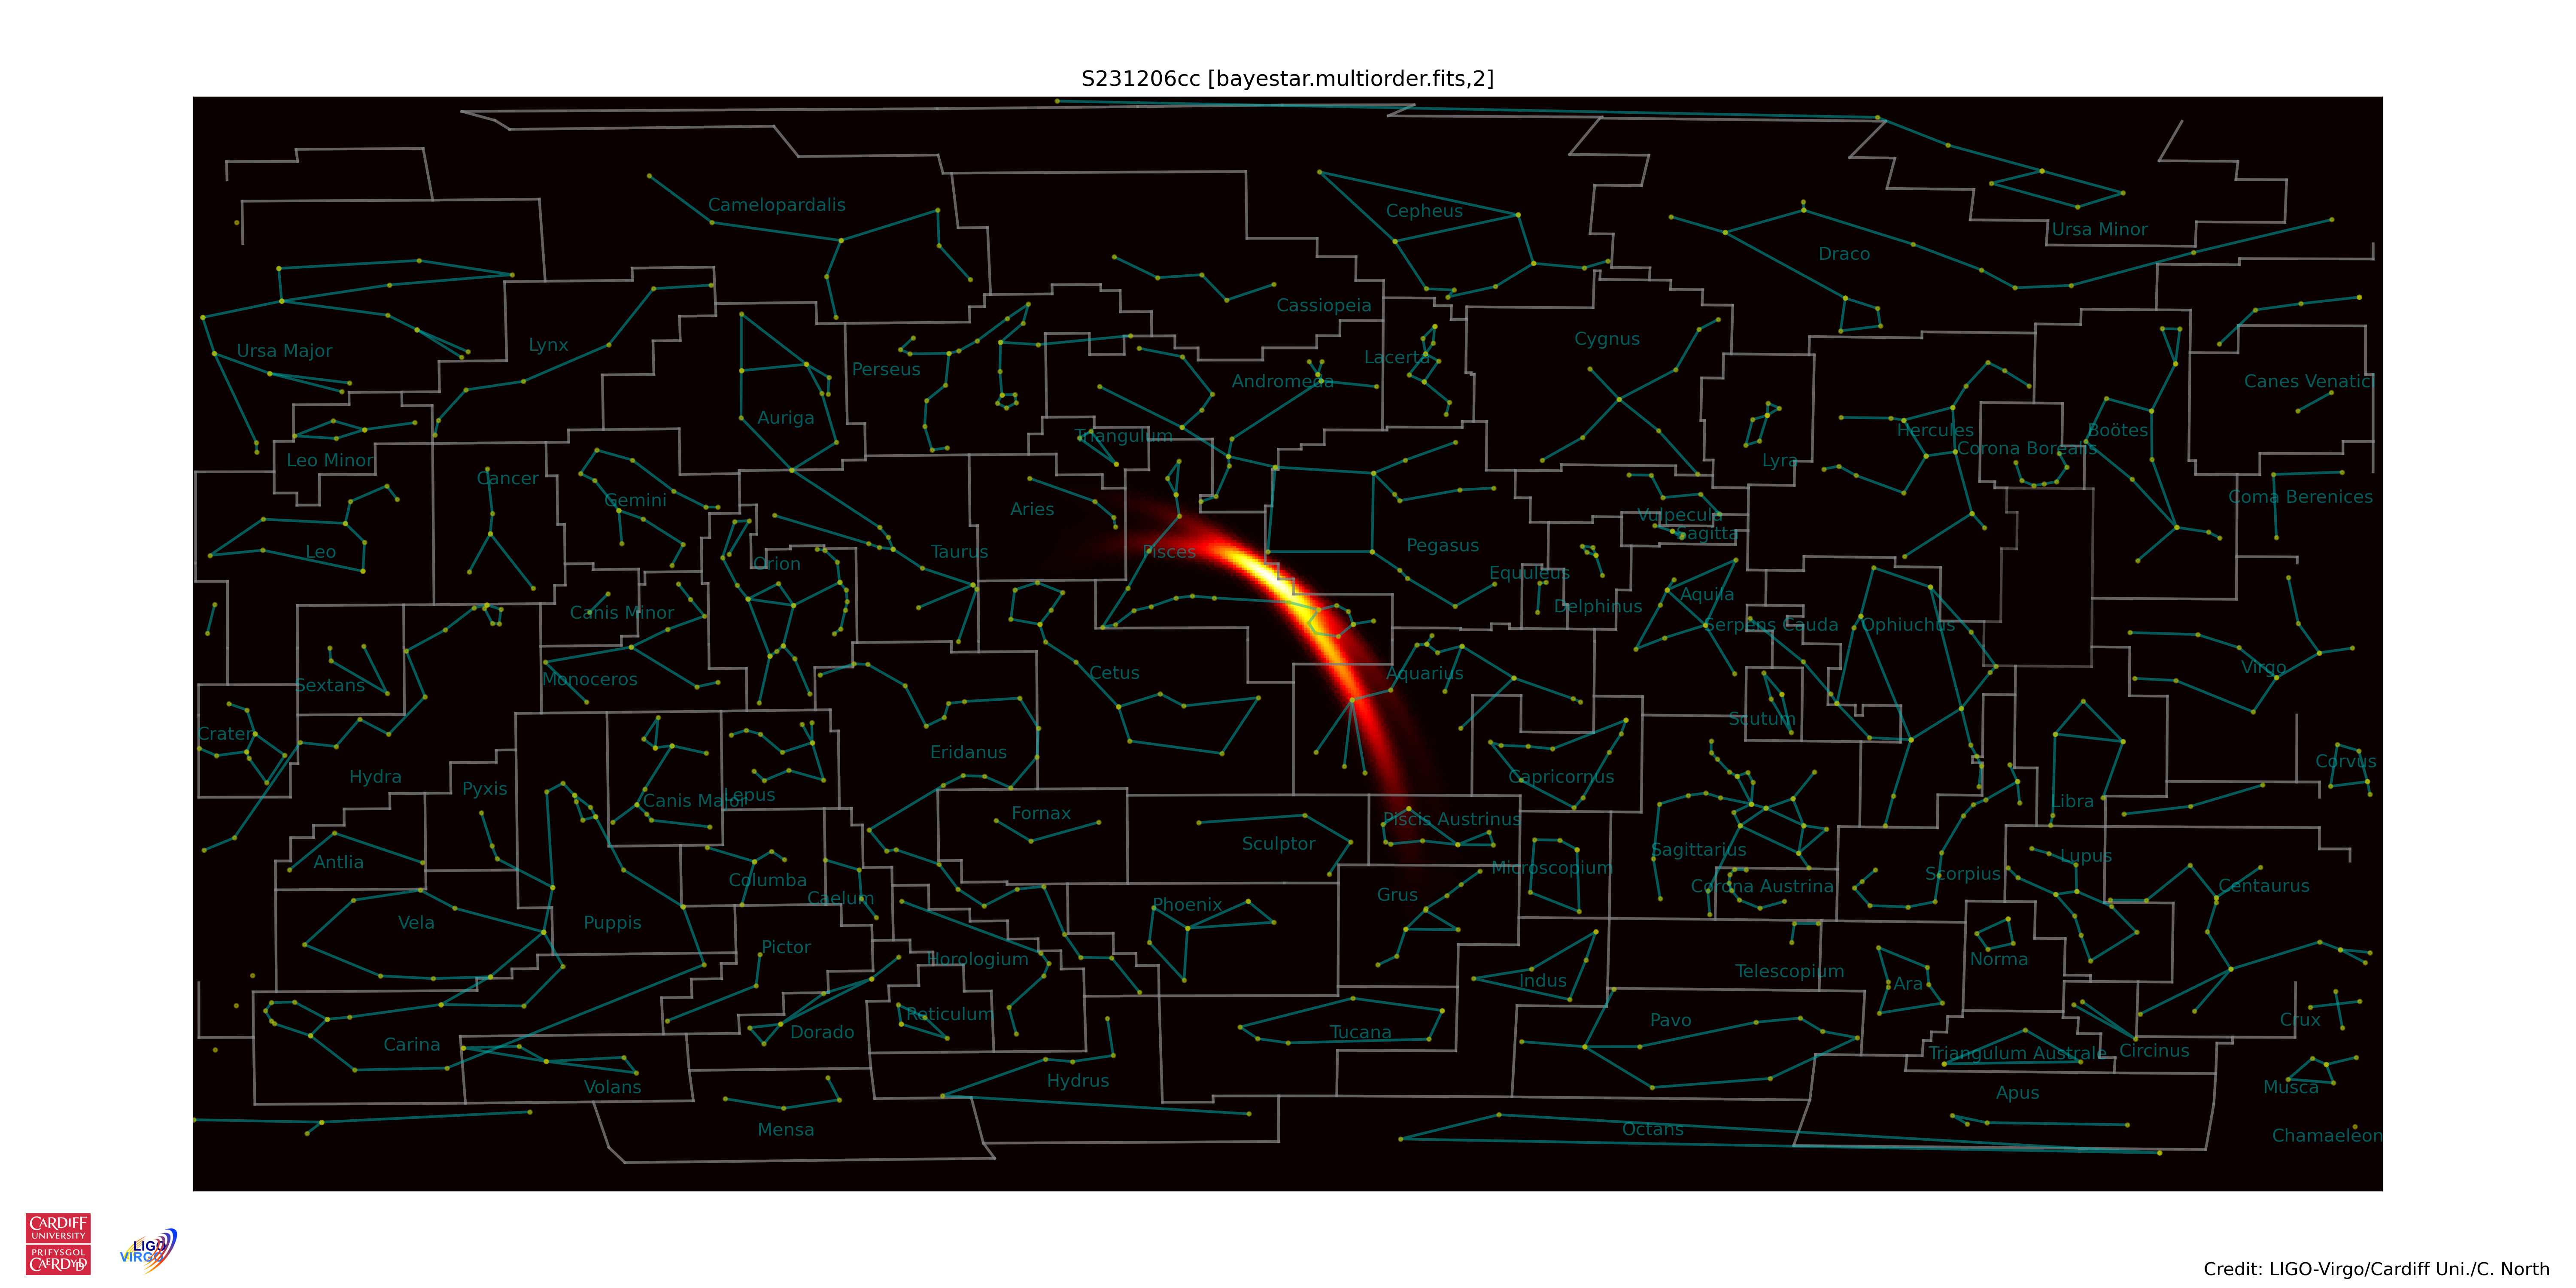 S231206cc [bayestar.multiorder.fits,2]
Camelopardalis
Cepheus
Ursa Minor
Draco
Cassiopeia
Cygnus
Lynx
Ursa Major
Lacerta
Perseus
Andromeda
Canes Venatici
Auriga
Hercules
Boötes
Triangulum
Corona Borealis
Leo Minor
Lyra
Cancer
Gemini
Coma Berenices
Aries
Vulpecula
Sagitta
Leo
Taurus
Pisces
Pegasus
Orion
Equuleus
Aquila
Delphinus
Canis Minor
Serpens Cauda
Ophiuchus
Virgo
Cetus
Aquarius
Monoceros
Sextans
Scutum
Crater
Eridanus
Corvus
Hydra
Capricornus
Pyxis
Lepus
Canis Major
Libra
Fornax
Piscis Austrinus
Sculptor
Sagittarius
Lupus
Antlia
Microscopium
Scorpius
Columba
Corona Austrina
Centaurus
Grus
Caelum
Phoenix
Vela
Puppis
Pictor
Horologium
Norma
Telescopium
Indus
Ara
Reticulum
Pavo
Crux
Dorado
Tucana
Carina
Circinus
Triangulum Australe
Hydrus
Volans
Musca
Apus
Mensa
Octans
Chamaeleon
CARDIFF
UNIVERSITY
PRIFYSGOL
CAERDYDD
LIGO
VIRGO
Credit: LIGO-Virgo/Cardiff Uni./C. North